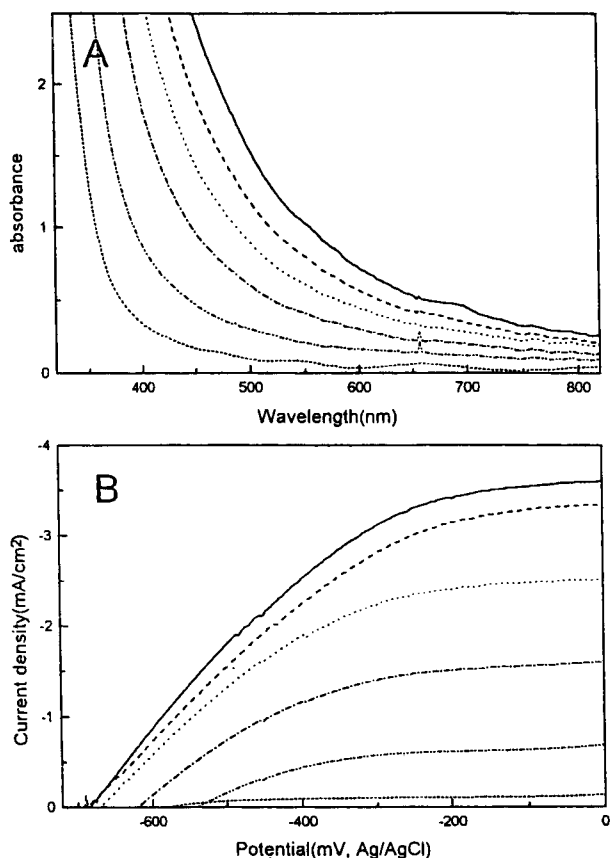 A
2
1
0
absorbance
400 500 600 700 800
Wavelength(nm)
B
-4
-3
-2
-1
0
Current density(mA/cm²)
-600 -400 -200 0
Potential(mV, Ag/AgCl)